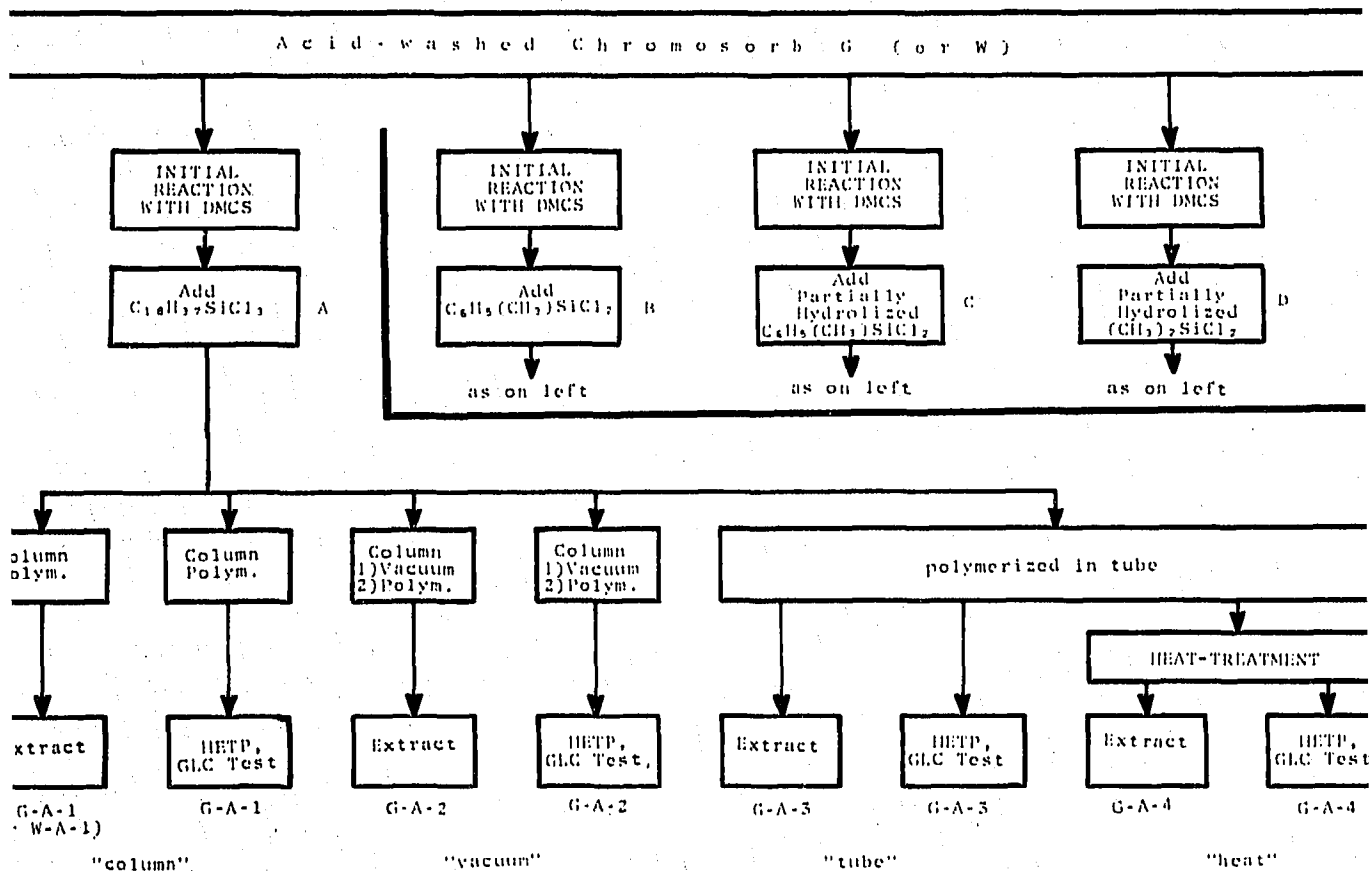 Acid-washed Chromosorb G (or W)
INITIAL
REACTION
WITH DMCS
INITIAL
REACTION
WITH DMCS
INITIAL
REACTION
WITH DMCS
INITIAL
REACTION
WITH DMCS
Add
C₁₈H₃₇SiCl₃
A
Add
C₆H₅(CH₃)SiCl₂
B
Add
Partially
Hydrolized
C₆H₅(CH₃)SiCl₂
C
Add
Partially
Hydrolized
(CH₃)₂SiCl₂
D
as on left
as on left
as on left
olumn
olym.
Column
Polym.
Column
1)Vacuum
2)Polym.
Column
1)Vacuum
2)Polym.
polymerized in tube
HEAT-TREATMENT
xtract
HETP,
GLC Test
Extract
HETP,
GLC Test,
Extract
HETP,
GLC Test
Extract
HETP,
GLC Test
G-A-1
W-A-1)
G-A-1
G-A-2
G-A-2
G-A-3
G-A-3
G-A-4
G-A-4
"column"
"vacuum"
"tube"
"heat"